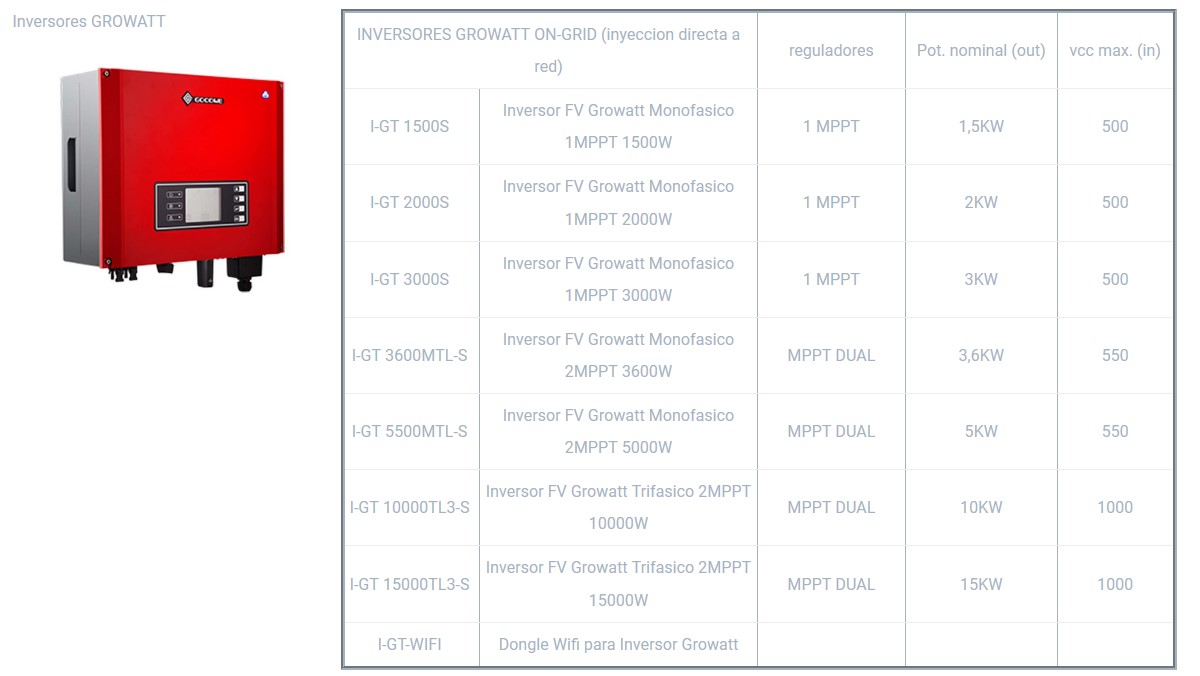 Inversores GROWATT
GOODWE
INVERSORES GROWATT ON-GRID (inyeccion directa a
red)
reguladores
Pot. nominal (out)
vcc max. (in)
I-GT 1500S
Inversor FV Growatt Monofasico
1MPPT 1500W
1 MPPT
1,5KW
500
I-GT 2000S
Inversor FV Growatt Monofasico
1MPPT 2000W
1 MPPT
2KW
500
I-GT 3000S
Inversor FV Growatt Monofasico
1MPPT 3000W
1 MPPT
3KW
500
I-GT 3600MTL-S
Inversor FV Growatt Monofasico
2MPPT 3600W
MPPT DUAL
3,6KW
550
I-GT 5500MTL-S
Inversor FV Growatt Monofasico
2MPPT 5000W
MPPT DUAL
5KW
550
I-GT 10000TL3-S
Inversor FV Growatt Trifasico 2MPPT
10000W
MPPT DUAL
10KW
1000
I-GT 15000TL3-S
Inversor FV Growatt Trifasico 2MPPT
15000W
MPPT DUAL
15KW
1000
I-GT-WIFI
Dongle Wifi para Inversor Growatt